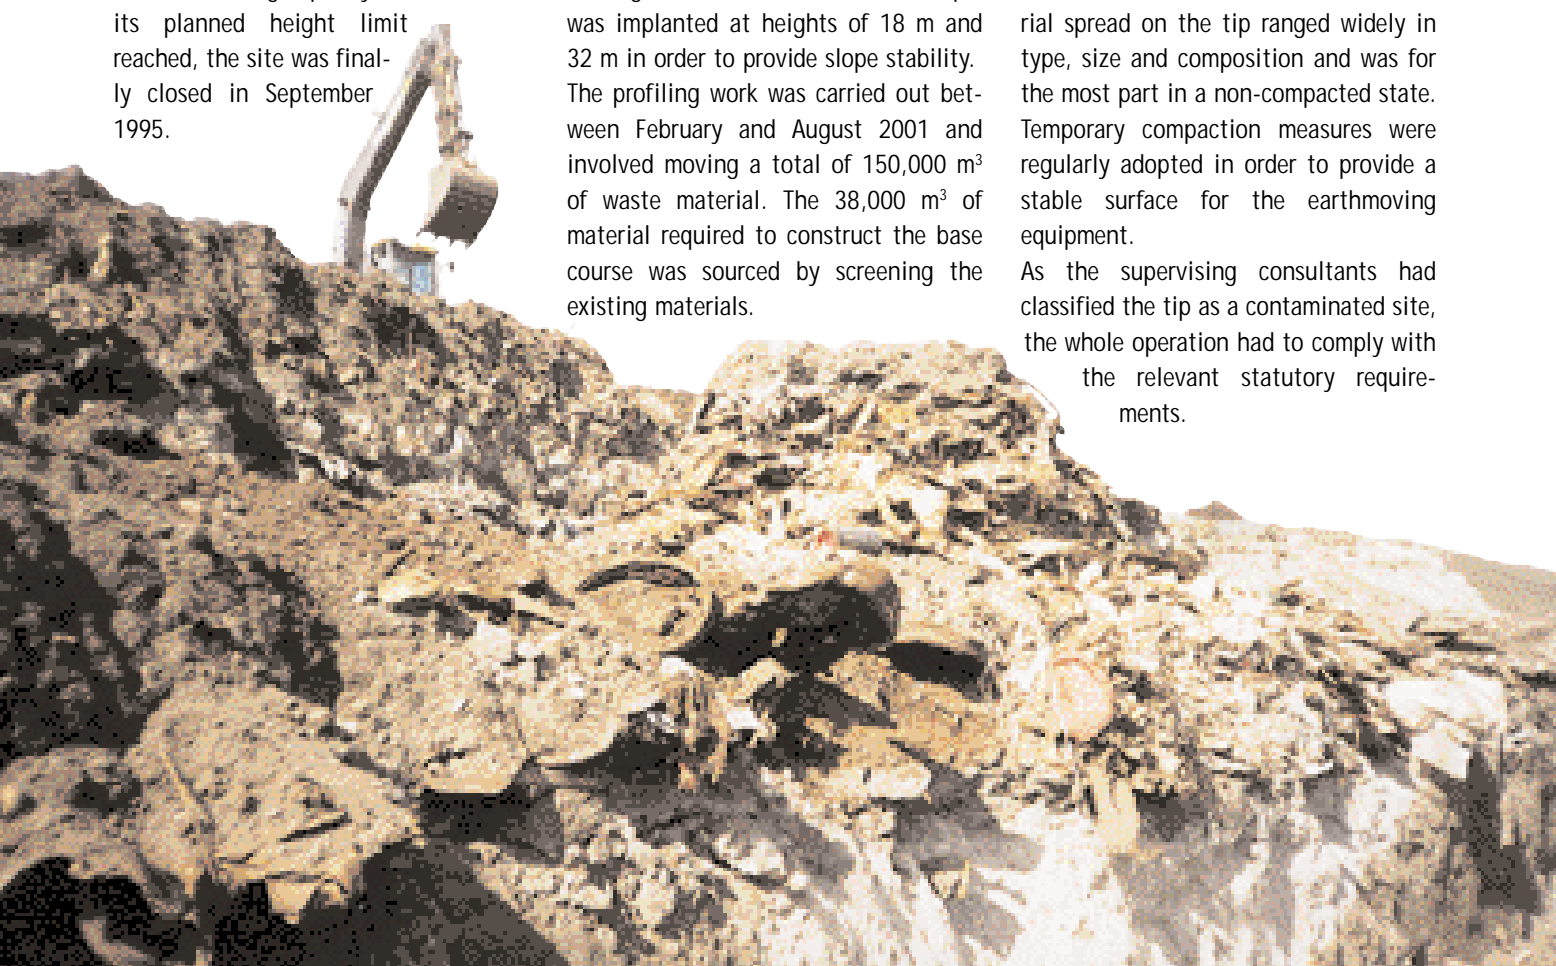 its planned height limit
reached, the site was final-
ly closed in September
1995.
was implanted at heights of 18 m and
32 m in order to provide slope stability.
The profiling work was carried out bet-
ween February and August 2001 and
involved moving a total of 150,000 m³
of waste material. The 38,000 m³ of
material required to construct the base
course was sourced by screening the
existing materials.
rial spread on the tip ranged widely in
type, size and composition and was for
the most part in a non-compacted state.
Temporary compaction measures were
regularly adopted in order to provide a
stable surface for the earthmoving
equipment.
As the supervising consultants had
classified the tip as a contaminated site,
the whole operation had to comply with
the relevant statutory require-
ments.